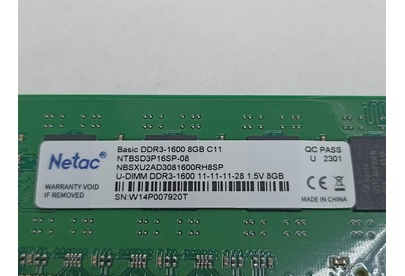 Netac
WARRANTY VOID
IF REMOVED
Basic DDR3-1600 8GB C11
NTBSD3P16SP-08
NBSXU2AD3081600RH8SP
U-DIMM DDR3-1600 11-11-11-28 1.5V 8GB
SN:W14P007920T
QC PASS
U 2301
MADE IN CHINA